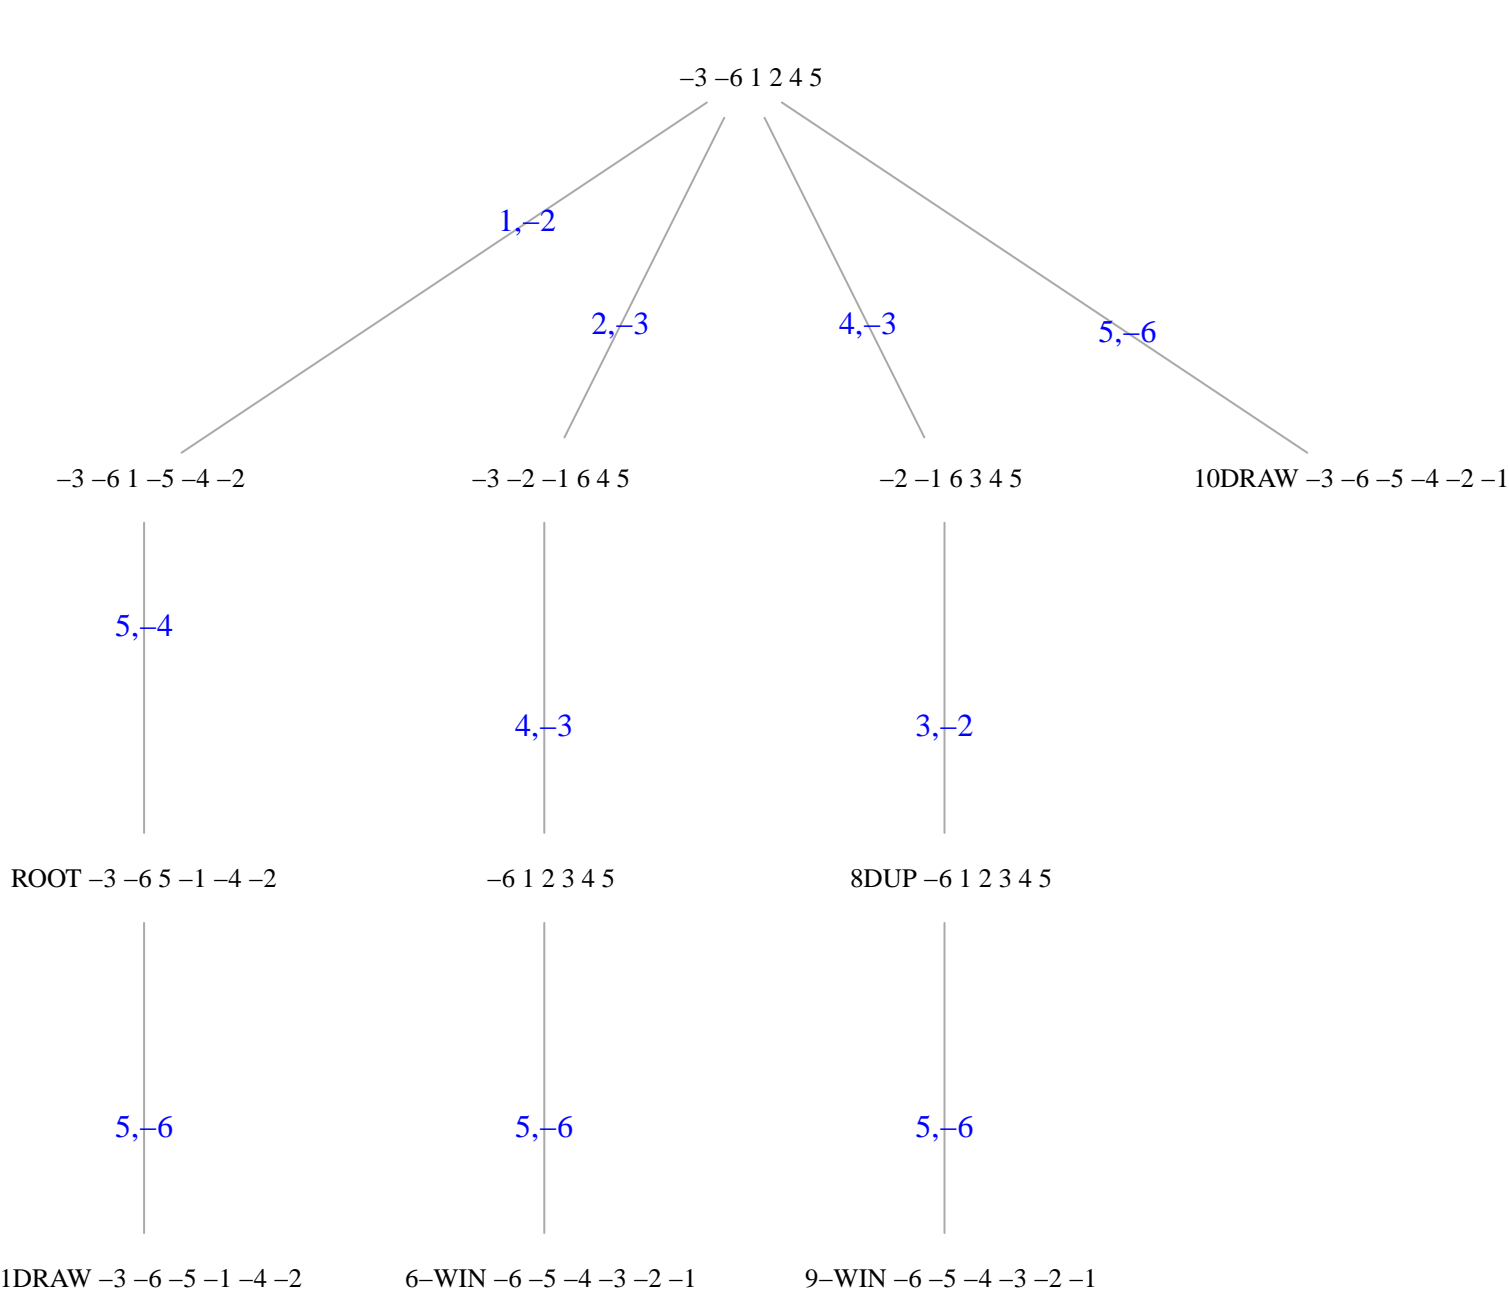 −3 −6 1 2 4 5
1,−2
2,−3
4,−3
5,−6
−3 −6 1 −5 −4 −2
−3 −2 −1 6 4 5
−2 −1 6 3 4 5
10DRAW −3 −6 −5 −4 −2 −1
5,−4
4,−3
3,−2
ROOT −3 −6 5 −1 −4 −2
−6 1 2 3 4 5
8DUP −6 1 2 3 4 5
5,−6
5,−6
5,−6
1DRAW −3 −6 −5 −1 −4 −2
6−WIN −6 −5 −4 −3 −2 −1
9−WIN −6 −5 −4 −3 −2 −1